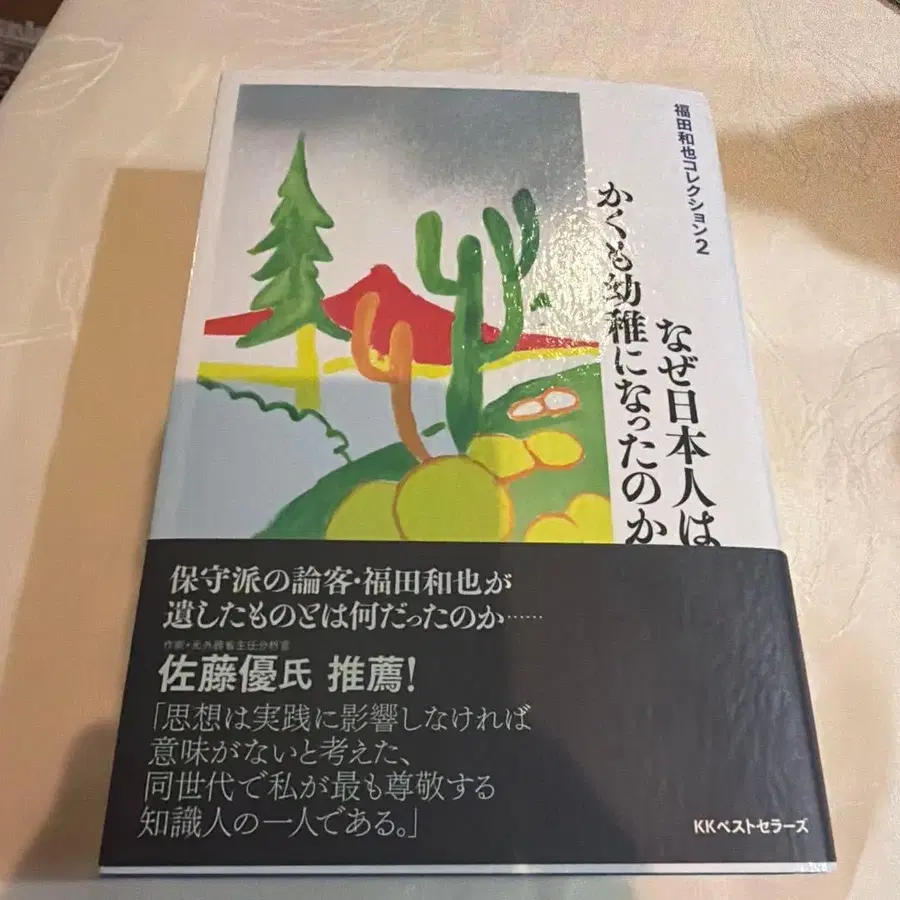 福田和也コレクション2
なぜ日本人は
かくも幼稚になったのか
保守派の論客・福田和也が
遺したものとは何だったのか……
作家・元外務省主任分析官
佐藤優氏 推薦!
「思想は実践に影響しなければ
意味がないと考えた、
同世代で私が最も尊敬する
知識人の一人である。」
KKベストセラーズ